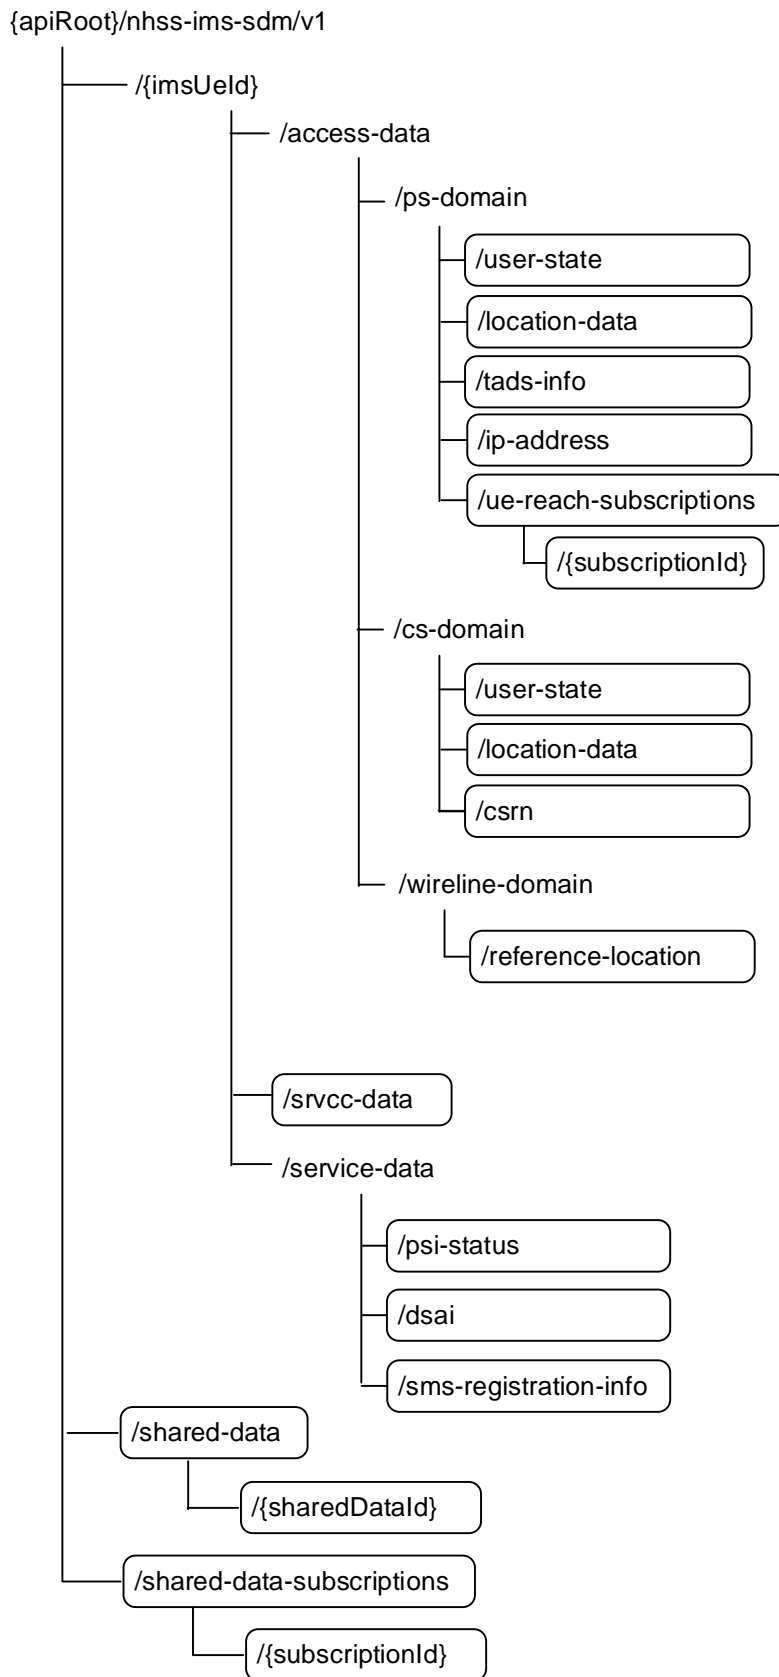 {apiRoot}/nhss-ims-sdm/v1
/{imsUeId}
/access-data
/ps-domain
/user-state
/location-data
/tads-info
/ip-address
/ue-reach-subscriptions
/{subscriptionId}
/cs-domain
/user-state
/location-data
/csrn
/wireline-domain
/reference-location
/srvcc-data
/service-data
/psi-status
/dsai
/sms-registration-info
/shared-data
/{sharedDataId}
/shared-data-subscriptions
/{subscriptionId}